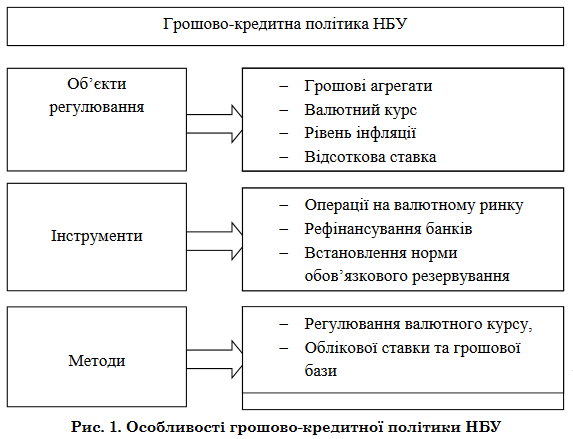 Грошово-кредитна політика НБУ
Об’єкти
регулювання
– Грошові агрегати
– Валютний курс
– Рівень інфляції
– Відсоткова ставка
Інструменти
– Операції на валютному ринку
– Рефінансування банків
– Встановлення норми
обов’язкового резервування
Методи
– Регулювання валютного курсу,
– Облікової ставки та грошової
бази
Рис. 1. Особливості грошово-кредитної політики НБУ